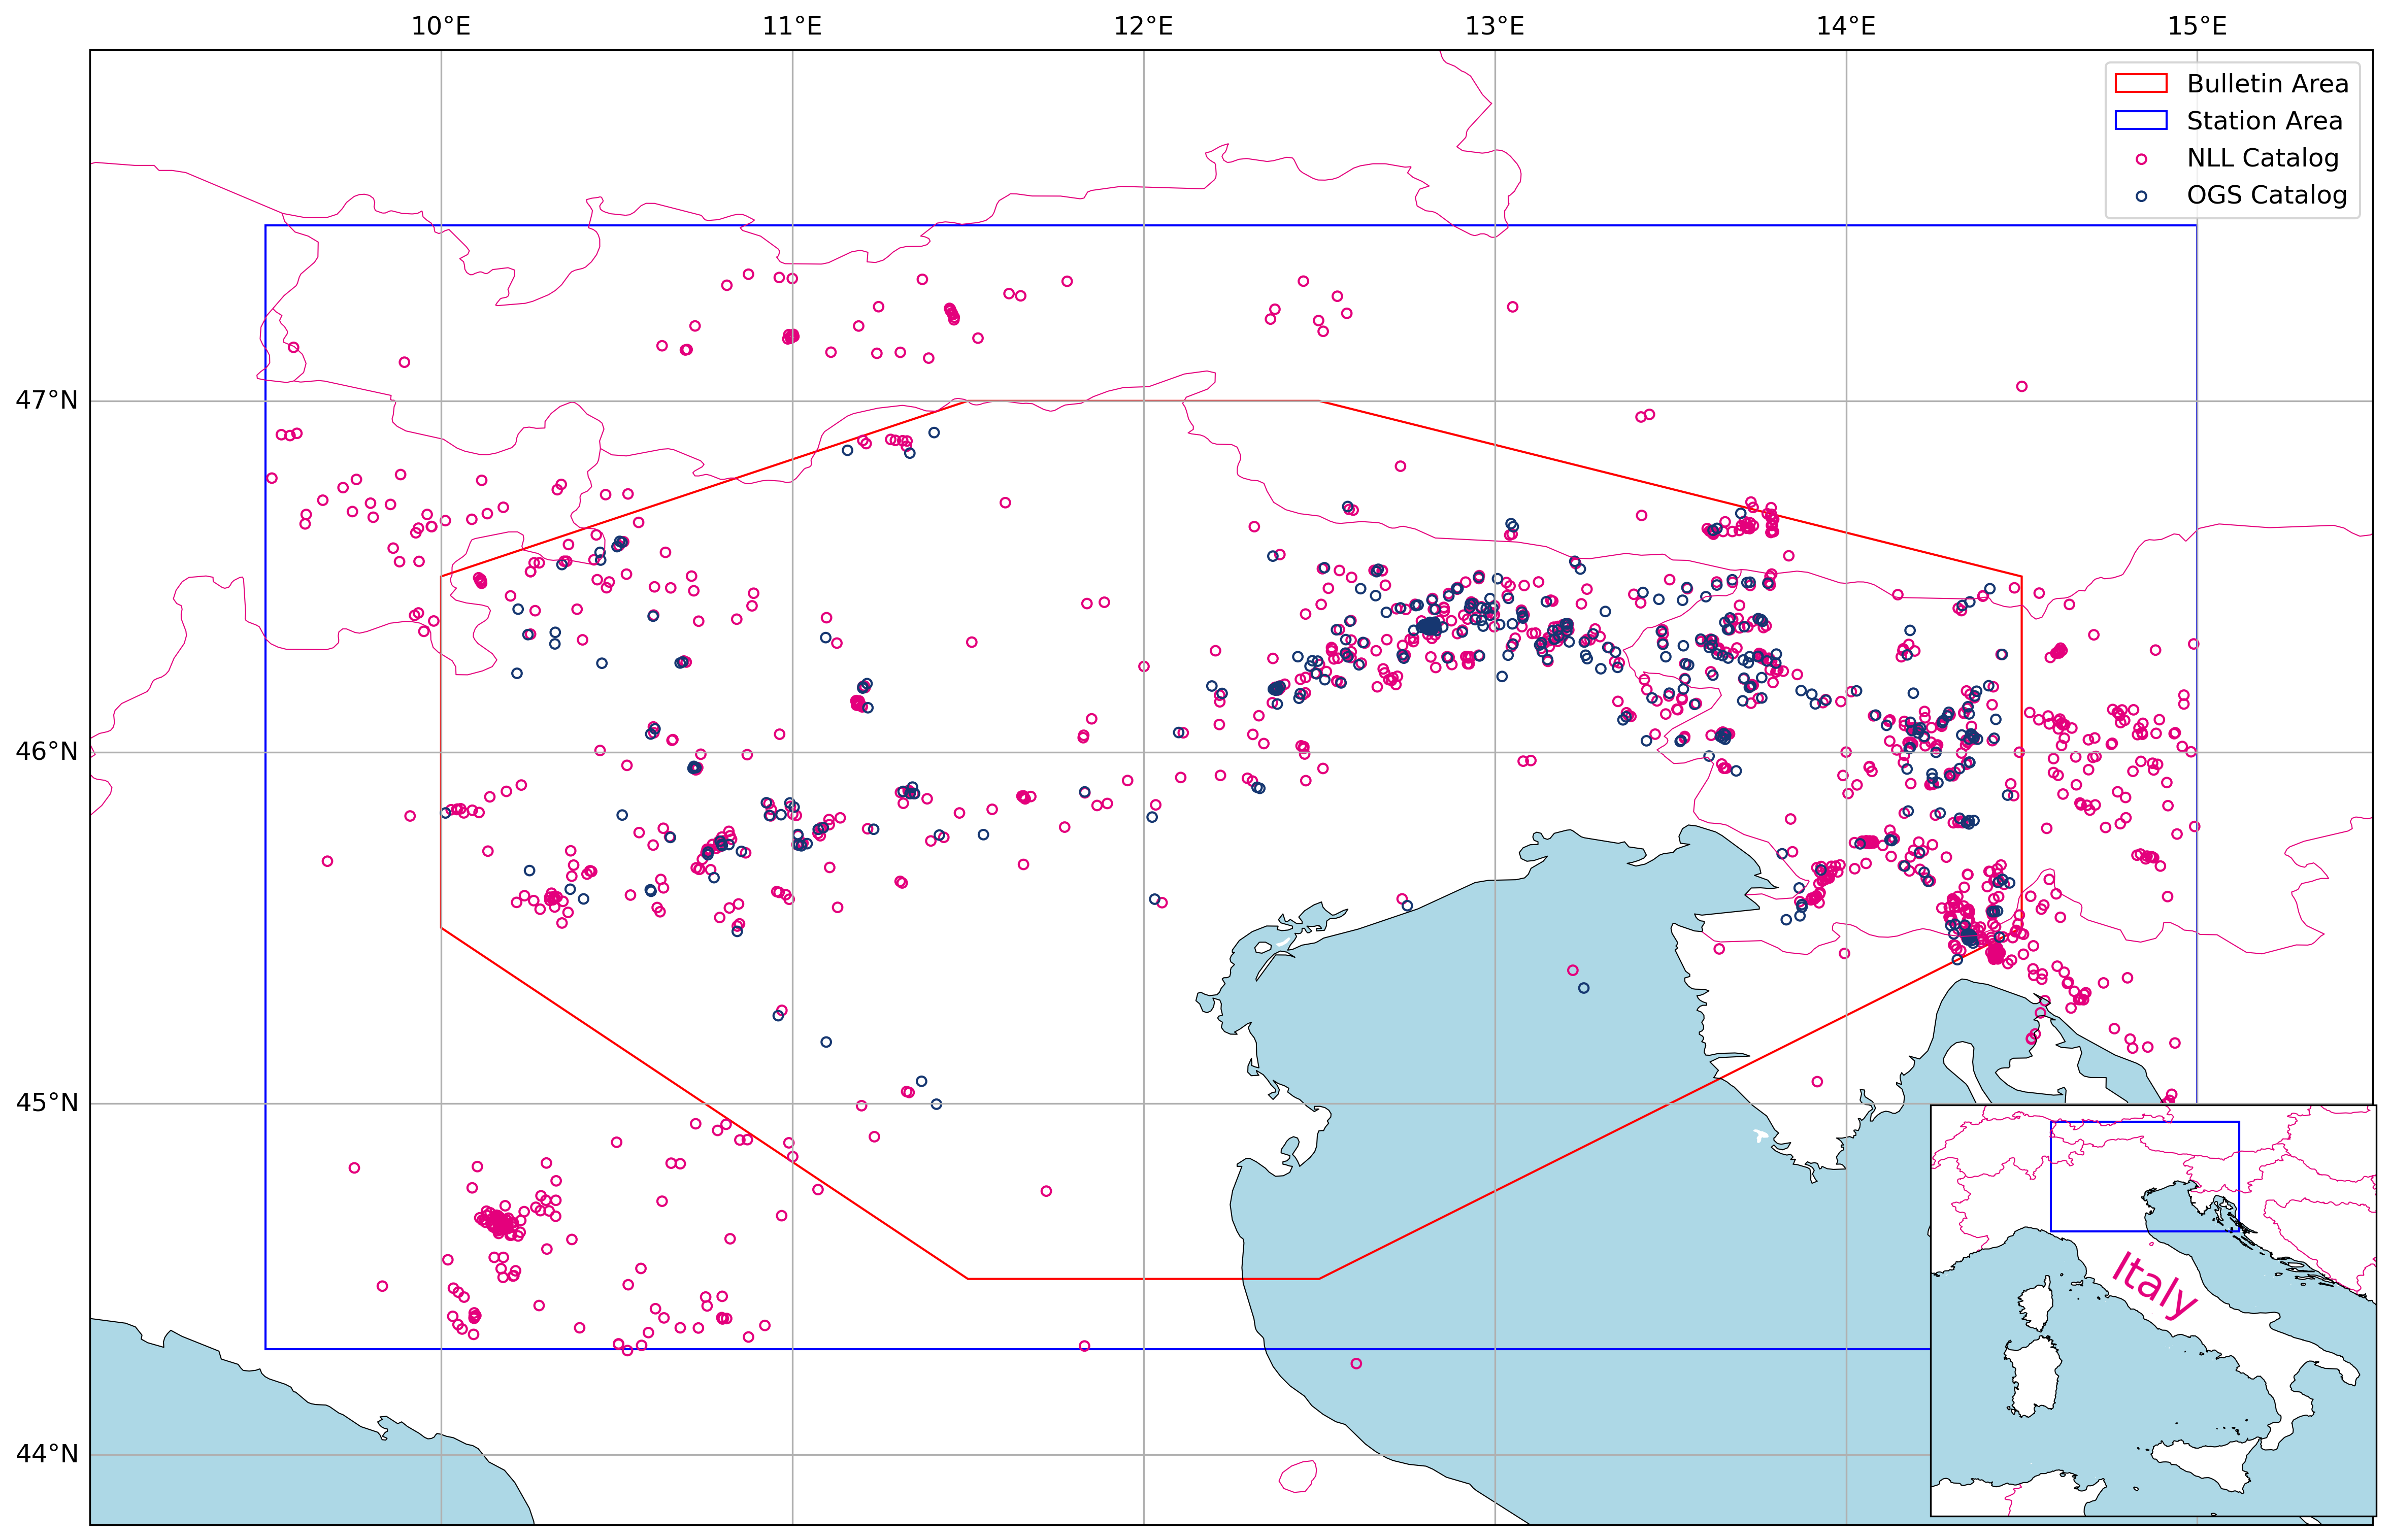 10°E 11°E 12°E 13°E 14°E 15°E
Bulletin Area
Station Area
NLL Catalog
OGS Catalog
47°N
46°N
45°N
44°N
Italy